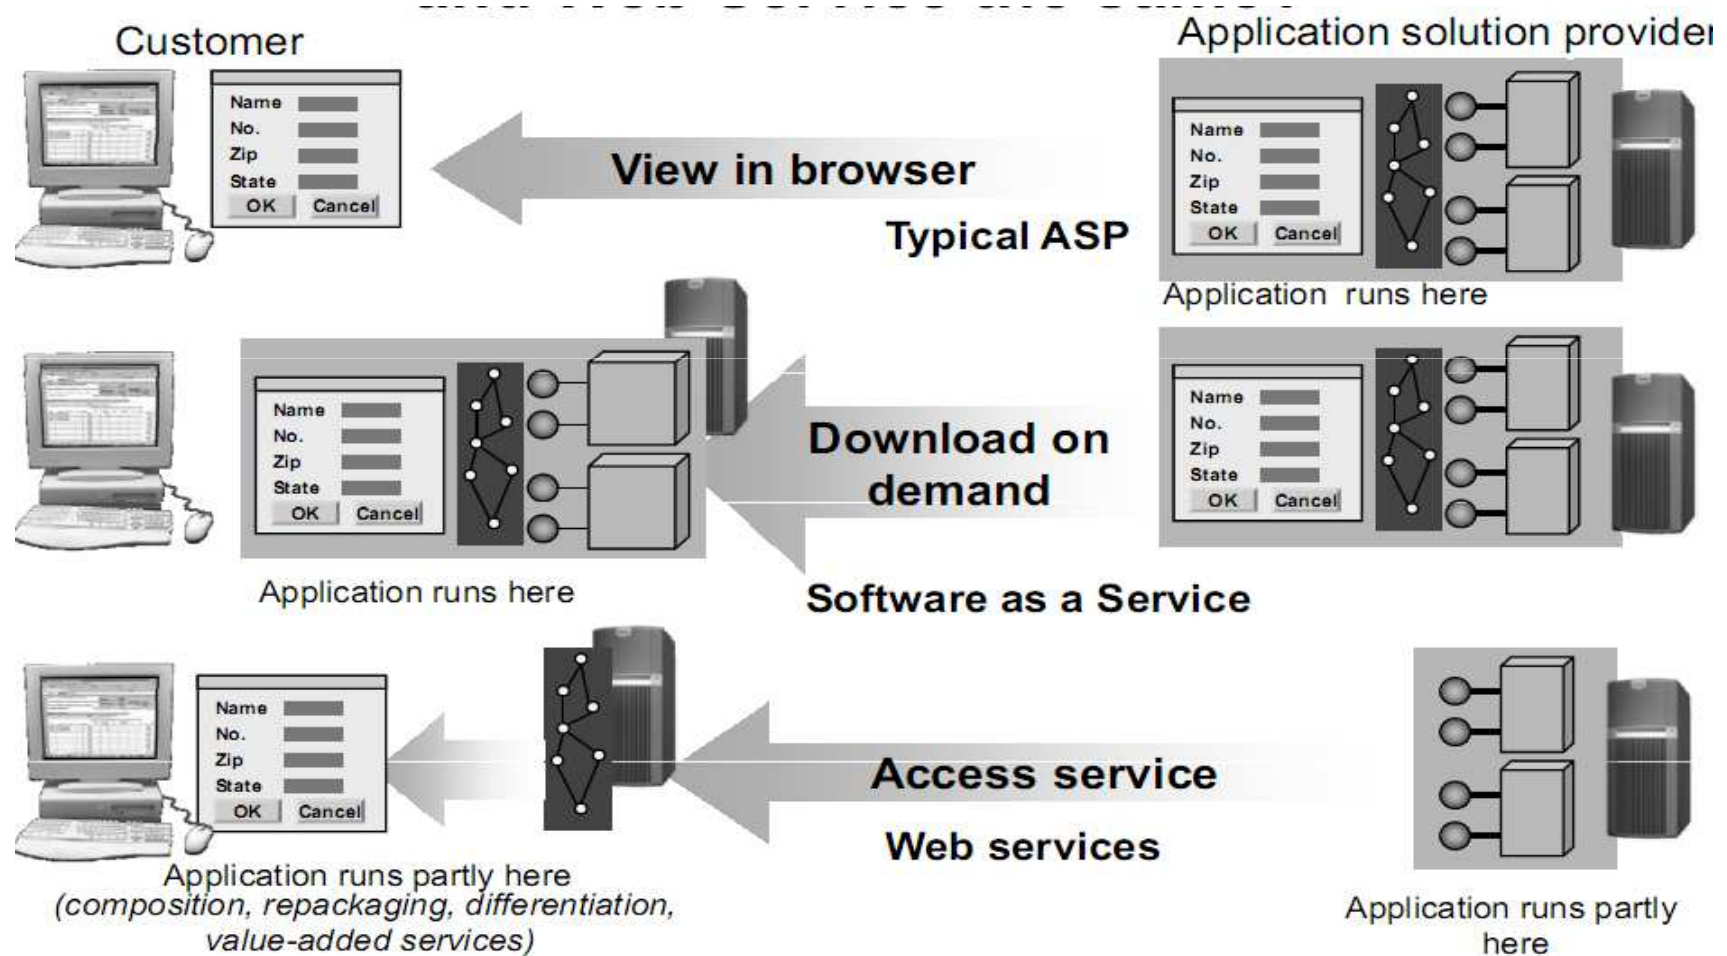 Customer
Application solution provider
Name
No.
Zip
State
OK Cancel
View in browser
Typical ASP
Name
No.
Zip
State
OK Cancel
Application runs here
Name
No.
Zip
State
OK Cancel
Application runs here
Download on
demand
Software as a Service
Name
No.
Zip
State
OK Cancel
Name
No.
Zip
State
OK Cancel
Application runs partly here
(composition, repackaging, differentiation,
value-added services)
Access service
Web services
Application runs partly
here